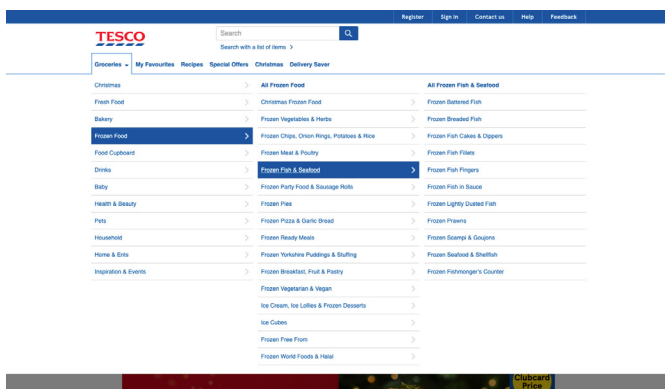 Register Sign In Contact us Help Feedback
TESCO
Search
Search with a list of items >
Groceries My Favourites Recipes Special Offers Christmas Delivery Saver
Christmas
Fresh Food
Bakery
Frozen Food
Food Cupboard
Drinks
Baby
Health & Beauty
Pets
Household
Home & Ents
Inspiration & Events
All Frozen Food
Christmas Frozen Food
Frozen Vegetables & Herbs
Frozen Chips, Onion Rings, Potatoes & Rice
Frozen Meat & Poultry
Frozen Fish & Seafood
Frozen Party Food & Sausage Rolls
Frozen Pies
Frozen Pizza & Garlic Bread
Frozen Ready Meals
Frozen Yorkshire Puddings & Stuffing
Frozen Breakfast, Fruit & Pastry
Frozen Vegetarian & Vegan
Ice Cream, Ice Lollies & Frozen Desserts
Ice Cubes
Frozen Free From
Frozen World Foods & Halal
All Frozen Fish & Seafood
Frozen Battered Fish
Frozen Breaded Fish
Frozen Fish Cakes & Dippers
Frozen Fish Fillets
Frozen Fish Fingers
Frozen Fish in Sauce
Frozen Lightly Dusted Fish
Frozen Prawns
Frozen Scampi & Goujons
Frozen Seafood & Shellfish
Frozen Fishmonger's Counter
Clubcard
Price